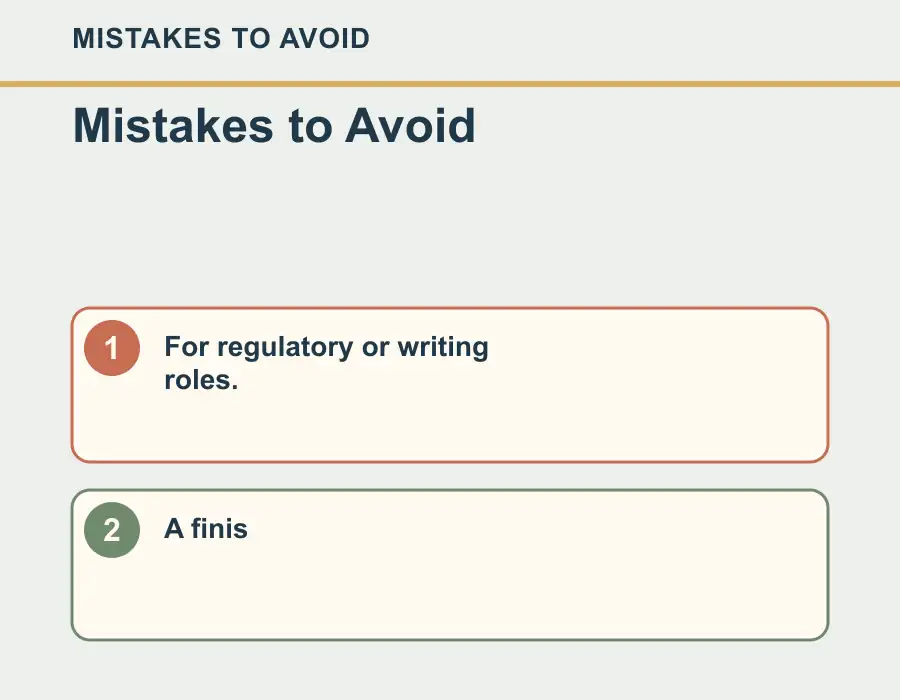 MISTAKES TO AVOID
Mistakes to Avoid
1
For regulatory or writing
roles.
2
A finis